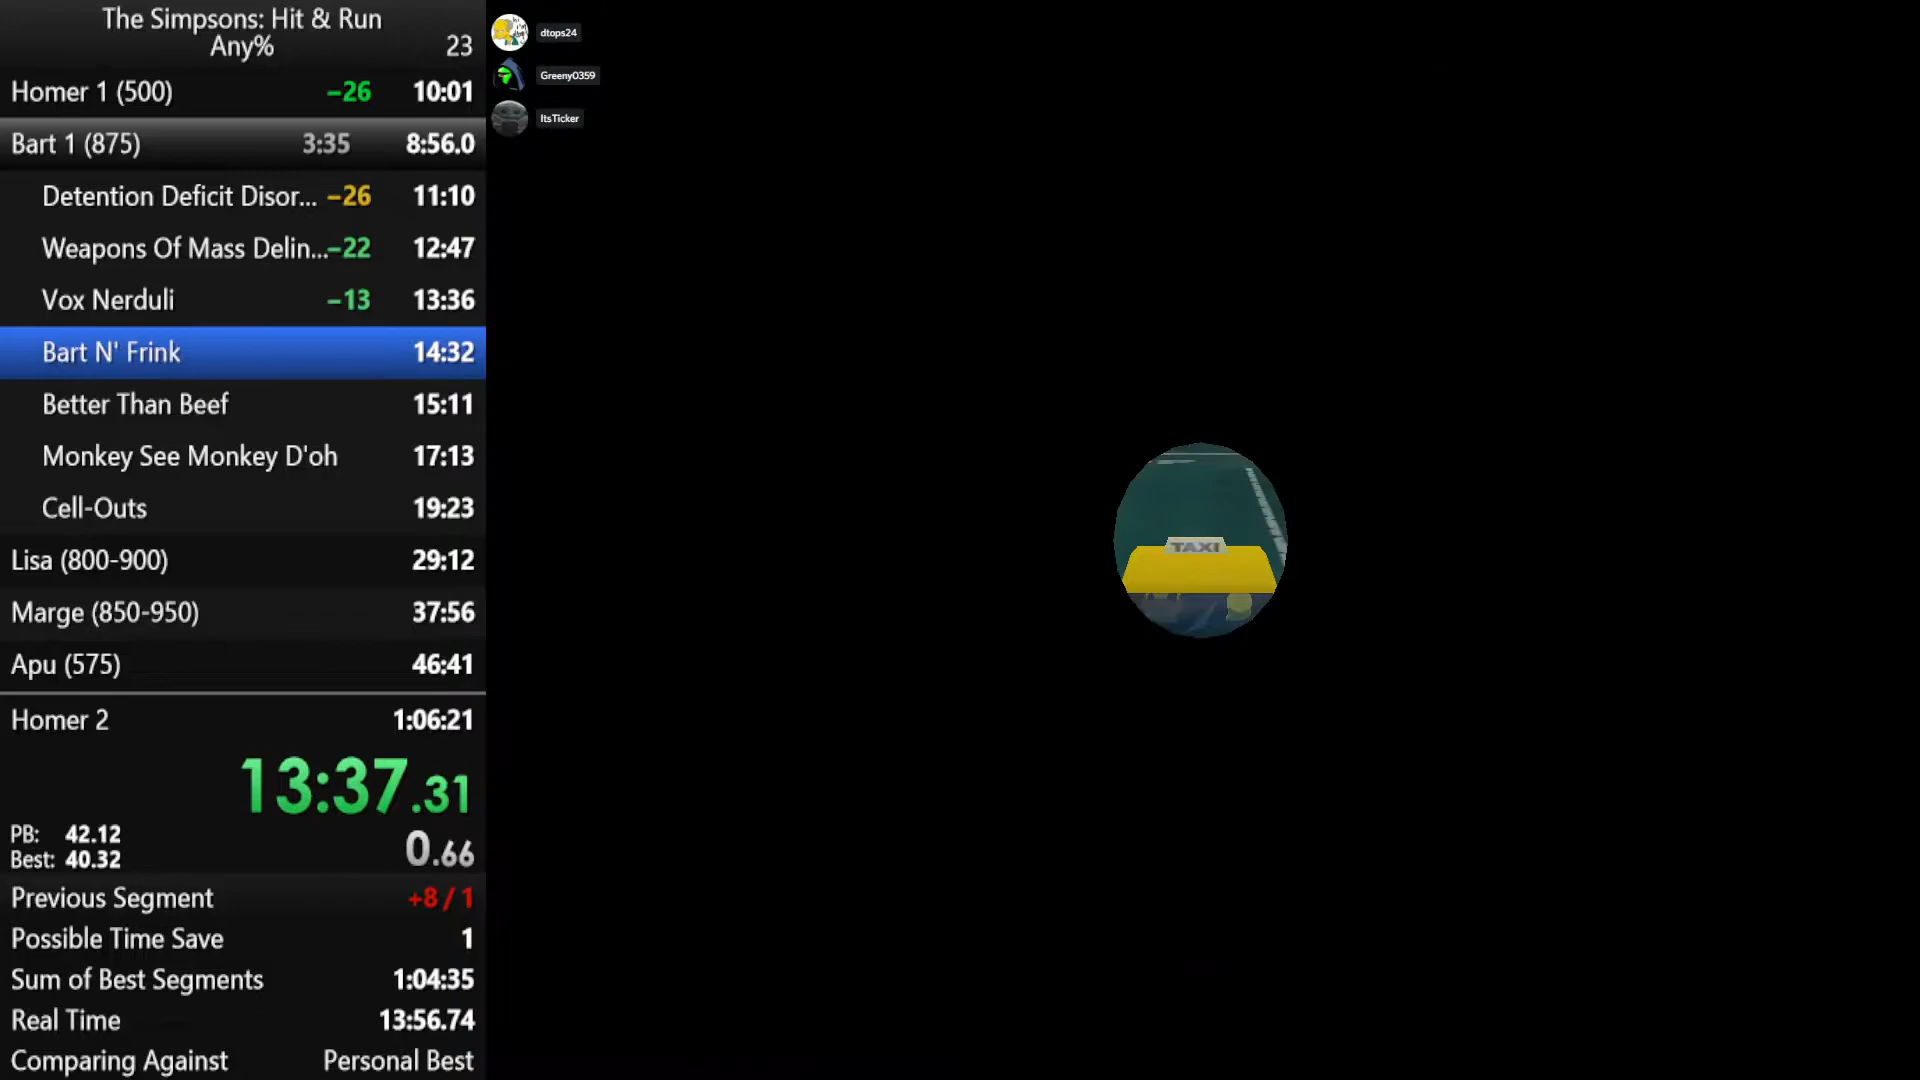 The Simpsons: Hit & Run
Any% 23
Homer 1 (500) -26 10:01
Bart 1 (875) 3:35 8:56.0
Detention Deficit Disor... -26 11:10
Weapons Of Mass Delin... -22 12:47
Vox Nerduli -13 13:36
Bart N' Frink 14:32
Better Than Beef 15:11
Monkey See Monkey D'oh 17:13
Cell-Outs 19:23
Lisa (800-900) 29:12
Marge (850-950) 37:56
Apu (575) 46:41
Homer 2 1:06:21
13:37.31
PB: 42.12
Best: 40.32
0.66
Previous Segment +8 / 1
Possible Time Save 1
Sum of Best Segments 1:04:35
Real Time 13:56.74
Comparing Against Personal Best
dtops24
Greeny0359
ItsTicker
TAXI